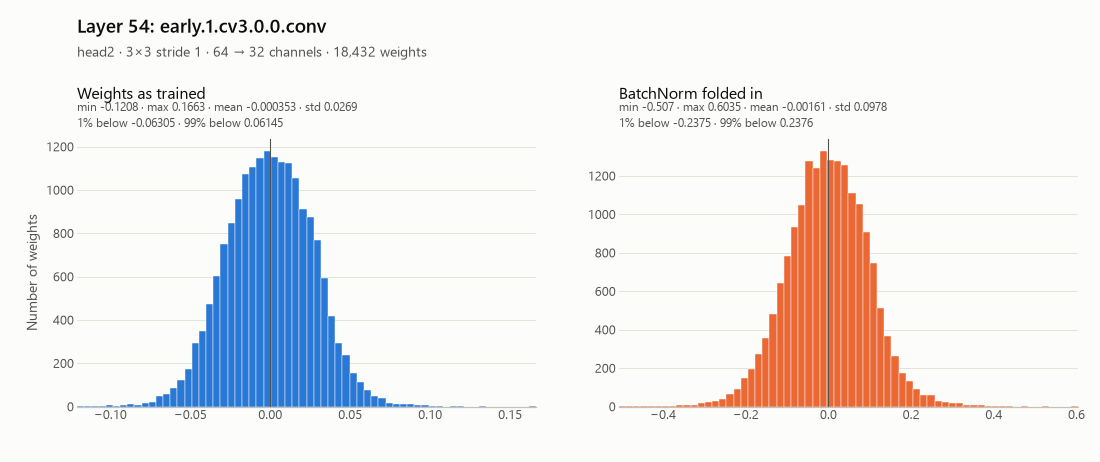 Layer 54: early.1.cv3.0.0.conv
head2 · 3×3 stride 1 · 64 → 32 channels · 18,432 weights
Weights as trained
min -0.1208 · max 0.1663 · mean -0.000353 · std 0.0269
1% below -0.06305 · 99% below 0.06145
Number of weights
1200
1000
800
600
400
200
0
−0.10 −0.05 0.00 0.05 0.10 0.15
BatchNorm folded in
min -0.507 · max 0.6035 · mean -0.00161 · std 0.0978
1% below -0.2375 · 99% below 0.2376
1200
1000
800
600
400
200
0
−0.4 −0.2 0.0 0.2 0.4 0.6